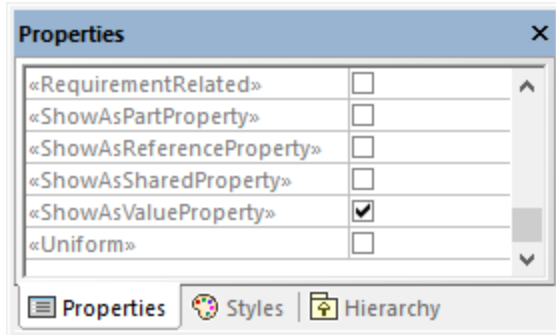 Properties
«RequirementRelated»
«ShowAsPartProperty»
«ShowAsReferenceProperty»
«ShowAsSharedProperty»
«ShowAsValueProperty»
«Uniform»
Properties Styles Hierarchy